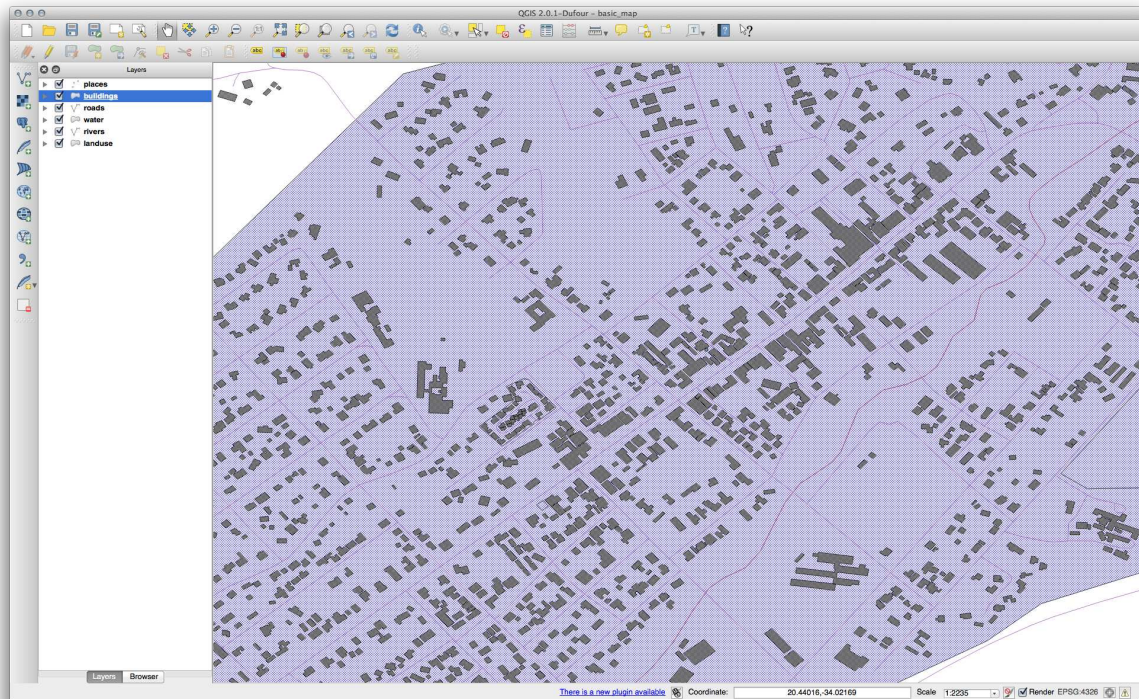 QGIS 2.0.1-Dufour - basic_map
Layers
places
buildings
roads
water
rivers
landuse
Layers Browser
There is a new plugin available Coordinate: 20.44016,-34.02169 Scale 1:2235 Render EPSG:4326